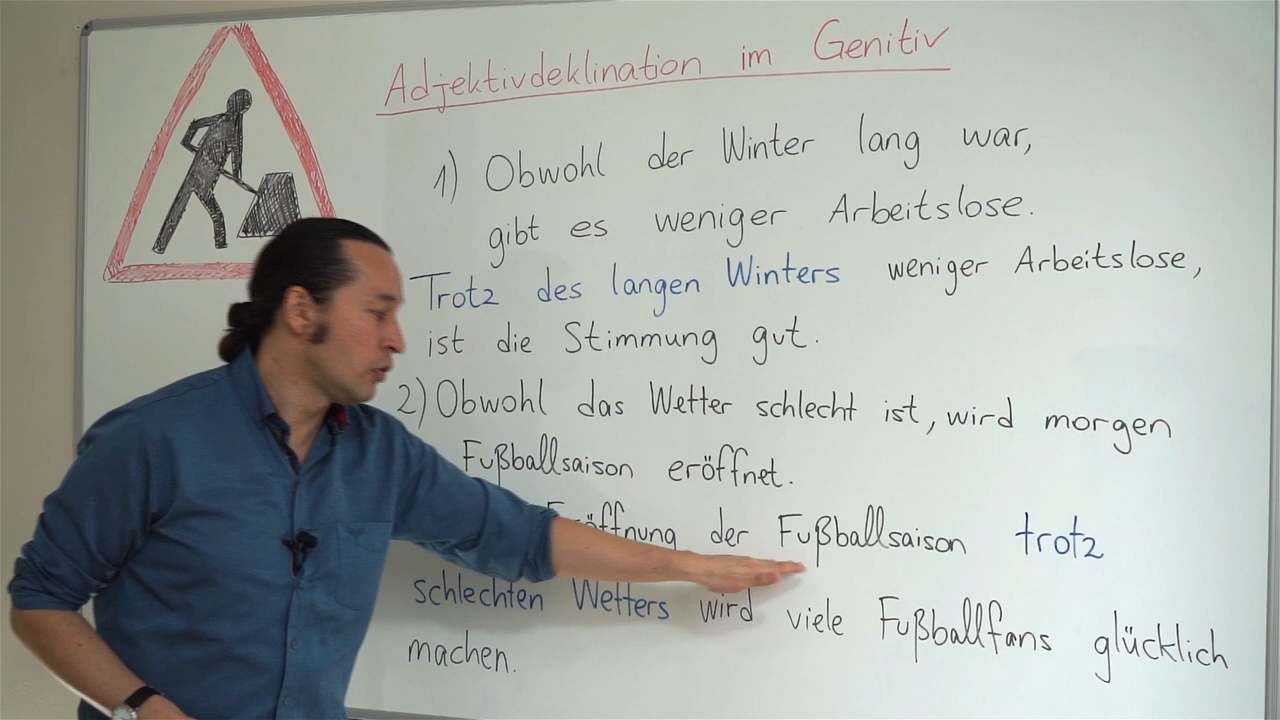 Adjektivdeklination im Genitiv
1) Obwohl der Winter lang war,
gibt es weniger Arbeitslose.
Trotz des langen Winters weniger Arbeitslose,
ist die Stimmung gut.
2) Obwohl das Wetter schlecht ist, wird morgen
Fußballsaison eröffnet.
Eröffnung der Fußballsaison trotz
schlechten Wetters wird viele Fußballfans glücklich
machen.